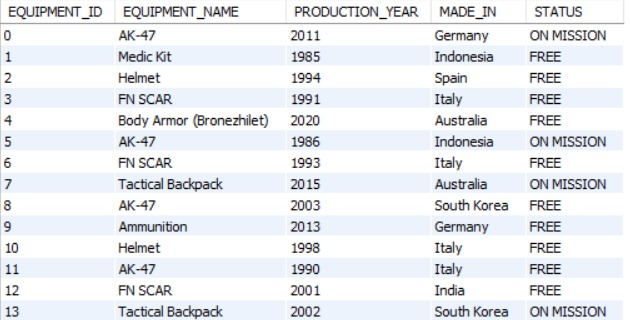 EQUIPMENT_ID EQUIPMENT_NAME PRODUCTION_YEAR MADE_IN STATUS
0 AK-47 2011 Germany ON MISSION
1 Medic Kit 1985 Indonesia FREE
2 Helmet 1994 Spain FREE
3 FN SCAR 1991 Italy FREE
4 Body Armor (Bronezhilet) 2020 Australia FREE
5 AK-47 1986 Indonesia ON MISSION
6 FN SCAR 1993 Italy FREE
7 Tactical Backpack 2015 Australia ON MISSION
8 AK-47 2003 South Korea FREE
9 Ammunition 2013 Germany FREE
10 Helmet 1998 Italy FREE
11 AK-47 1990 Italy FREE
12 FN SCAR 2001 India FREE
13 Tactical Backpack 2002 South Korea ON MISSION